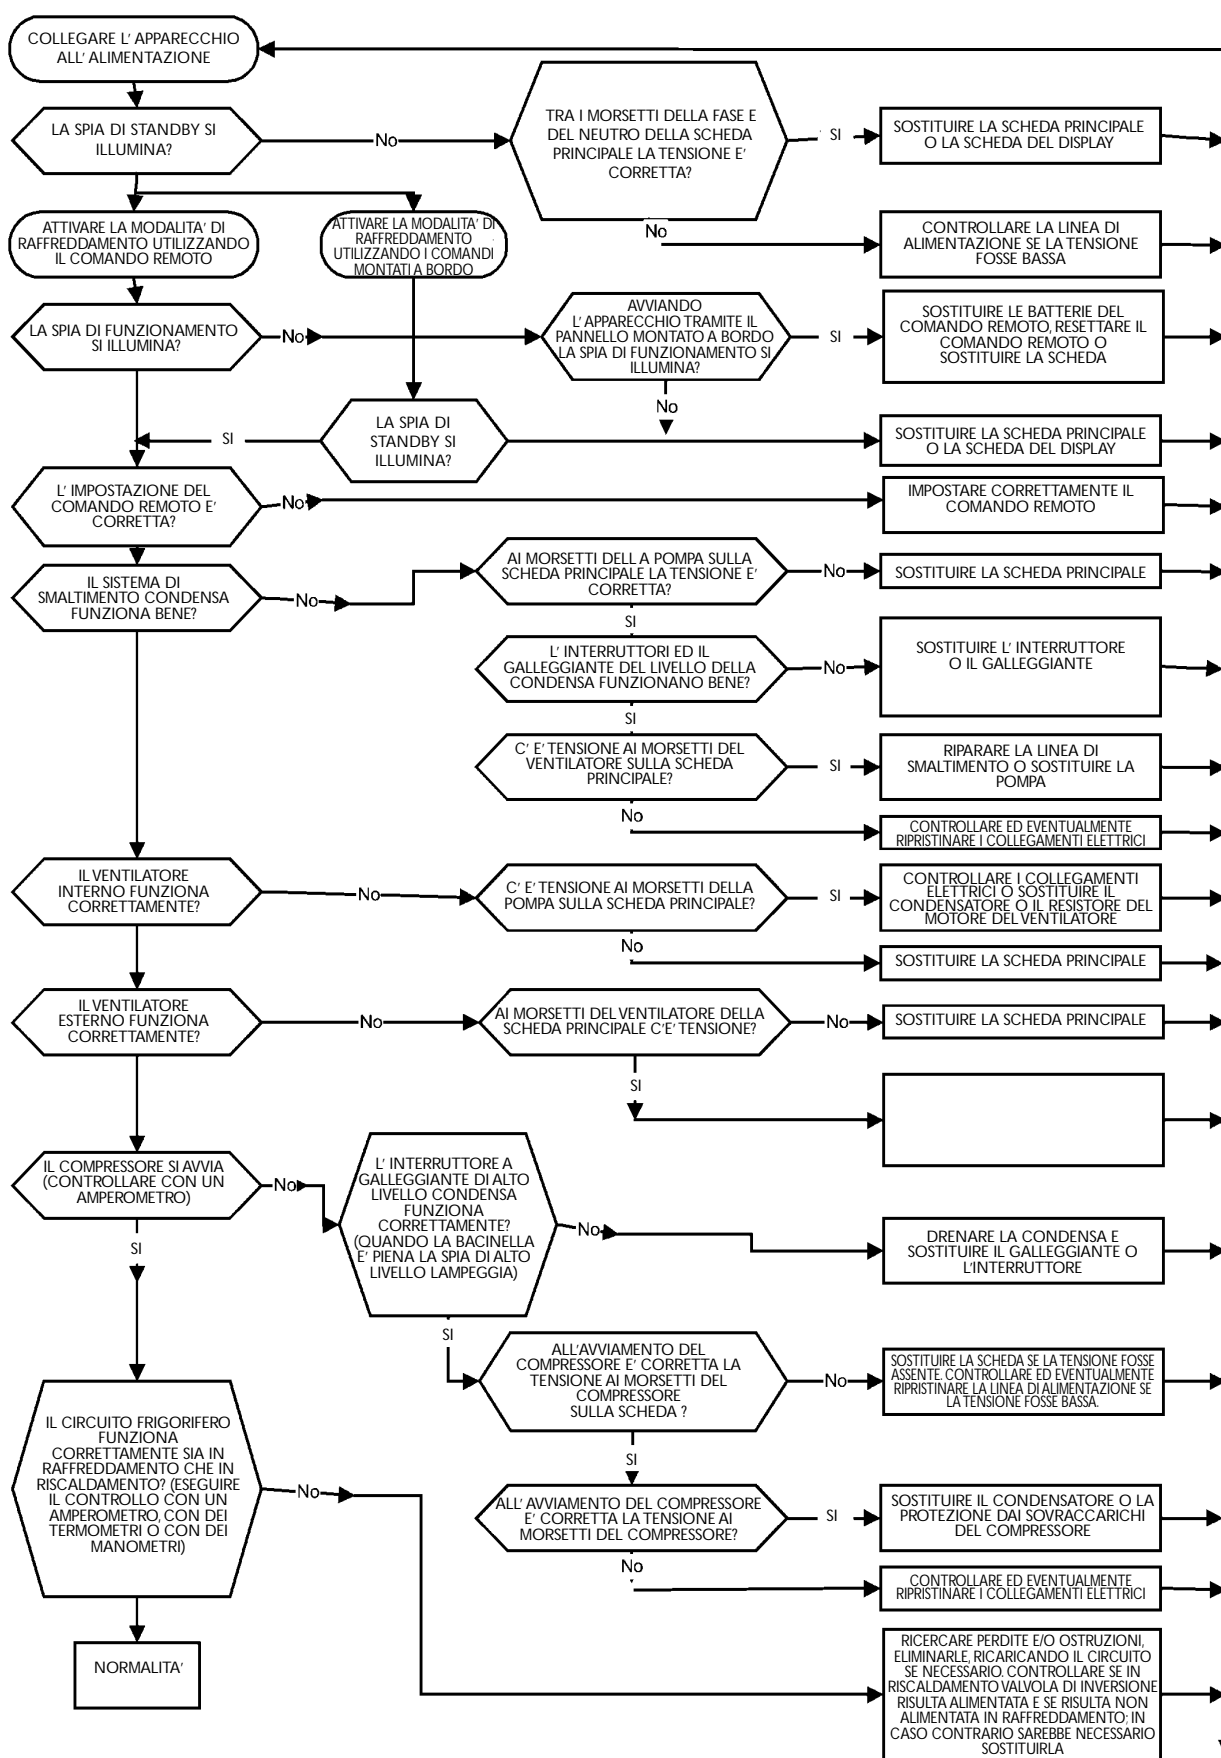 COLLEGARE L' APPARECCHIO
ALL' ALIMENTAZIONE
LA SPIA DI STANDBY SI
ILLUMINA?
No
TRA I MORSETTI DELLA FASE E
DEL NEUTRO DELLA SCHEDA
PRINCIPALE LA TENSIONE E'
CORRETTA?
SI
SOSTITUIRE LA SCHEDA PRINCIPALE
O LA SCHEDA DEL DISPLAY
No
CONTROLLARE LA LINEA DI
ALIMENTAZIONE SE LA TENSIONE
FOSSE BASSA
ATTIVARE LA MODALITA' DI
RAFFREDDAMENTO UTILIZZANDO
IL COMANDO REMOTO
ATTIVARE LA MODALITA' DI
RAFFREDDAMENTO
UTILIZZANDO I COMANDI
MONTATI A BORDO
LA SPIA DI FUNZIONAMENTO
SI ILLUMINA?
No
AVVIANDO
L'APPARECCHIO TRAMITE IL
PANNELLO MONTATO A BORDO
LA SPIA DI FUNZIONAMENTO SI
ILLUMINA?
SI
SOSTITUIRE LE BATTERIE DEL
COMANDO REMOTO, RESETTARE IL
COMANDO REMOTO O
SOSTITUIRE LA SCHEDA
No
SI
LA SPIA DI
STANDBY SI
ILLUMINA?
SOSTITUIRE LA SCHEDA PRINCIPALE
O LA SCHEDA DEL DISPLAY
L' IMPOSTAZIONE DEL
COMANDO REMOTO E'
CORRETTA?
No
IMPOSTARE CORRETTAMENTE IL
COMANDO REMOTO
IL SISTEMA DI
SMALTIMENTO CONDENSA
FUNZIONA BENE?
No
AI MORSETTI DELL A POMPA SULLA
SCHEDA PRINCIPALE LA TENSIONE E'
CORRETTA?
No
SOSTITUIRE LA SCHEDA PRINCIPALE
SI
L' INTERRUTTORI ED IL
GALLEGGIANTE DEL LIVELLO DELLA
CONDENSA FUNZIONANO BENE?
No
SOSTITUIRE L' INTERRUTTORE
O IL GALLEGGIANTE
SI
C' E' TENSIONE AI MORSETTI DEL
VENTILATORE SULLA SCHEDA
PRINCIPALE?
SI
RIPARARE LA LINEA DI
SMALTIMENTO O SOSTITUIRE LA
POMPA
No
CONTROLLARE ED EVENTUALMENTE
RIPRISTINARE I COLLEGAMENTI ELETTRICI
IL VENTILATORE
INTERNO FUNZIONA
CORRETTAMENTE?
No
C' E' TENSIONE AI MORSETTI DELLA
POMPA SULLA SCHEDA PRINCIPALE?
SI
CONTROLLARE I COLLEGAMENTI
ELETTRICI O SOSTITUIRE IL
CONDENSATORE O IL RESISTORE DEL
MOTORE DEL VENTILATORE
No
SOSTITUIRE LA SCHEDA PRINCIPALE
IL VENTILATORE
ESTERNO FUNZIONA
CORRETTAMENTE?
No
AI MORSETTI DEL VENTILATORE DELLA
SCHEDA PRINCIPALE C'E' TENSIONE?
No
SOSTITUIRE LA SCHEDA PRINCIPALE
SI
IL COMPRESSORE SI AVVIA
(CONTROLLARE CON UN
AMPEROMETRO)
No
L' INTERRUTTORE A
GALLEGGIANTE DI ALTO
LIVELLO CONDENSA
FUNZIONA
CORRETTAMENTE?
(QUANDO LA BACINELLA
E' PIENA LA SPIA DI ALTO
LIVELLO LAMPEGGIA)
No
DRENARE LA CONDENSA E
SOSTITUIRE IL GALLEGGIANTE O
L'INTERRUTTORE
SI
SI
ALL'AVVIAMENTO DEL
COMPRESSORE E' CORRETTA LA
TENSIONE AI MORSETTI DEL
COMPRESSORE
SULLA SCHEDA ?
No
SOSTITUIRE LA SCHEDA SE LA TENSIONE FOSSE
ASSENTE. CONTROLLARE ED EVENTUALMENTE
RIPRISTINARE LA LINEA DI ALIMENTAZIONE SE
LA TENSIONE FOSSE BASSA.
IL CIRCUITO FRIGORIFERO
FUNZIONA
CORRETTAMENTE SIA IN
RAFFREDDAMENTO CHE IN
RISCALDAMENTO? (ESEGUIRE
IL CONTROLLO CON UN
AMPEROMETRO, CON DEI
TERMOMETRI O CON DEI
MANOMETRI)
No
SI
ALL' AVVIAMENTO DEL COMPRESSORE
E' CORRETTA LA TENSIONE AI
MORSETTI DEL COMPRESSORE?
SI
SOSTITUIRE IL CONDENSATORE O LA
PROTEZIONE DAI SOVRACCARICHI
DEL COMPRESSORE
No
CONTROLLARE ED EVENTUALMENTE
RIPRISTINARE I COLLEGAMENTI ELETTRICI
NORMALITA'
RICERCARE PERDITE E/O OSTRUZIONI,
ELIMINARLE, RICARICANDO IL CIRCUITO
SE NECESSARIO. CONTROLLARE SE IN
RISCALDAMENTO VALVOLA DI INVERSIONE
RISULTA ALIMENTATA E SE RISULTA NON
ALIMENTATA IN RAFFREDDAMENTO; IN
CASO CONTRARIO SAREBBE NECESSARIO
SOSTITUIRLA